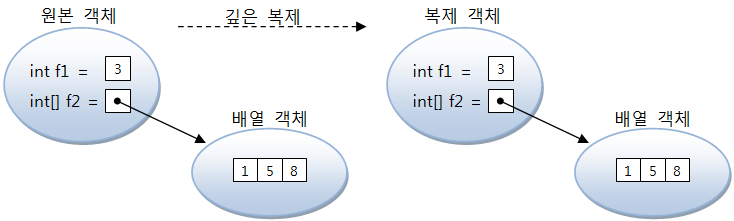 원본 객체
깊은 복제
복제 객체
int f1 = 3
int[] f2 =
배열 객체
1 5 8
int f1 = 3
int[] f2 =
배열 객체
1 5 8